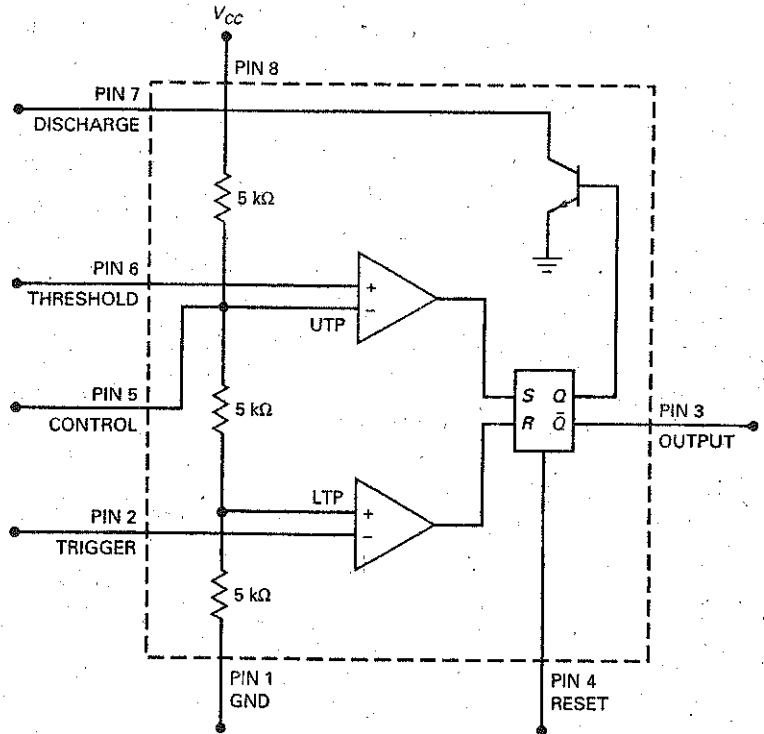 VCC
PIN 8
PIN 7
DISCHARGE
5 kΩ
PIN 6
THRESHOLD
+
−
UTP
PIN 5
CONTROL
5 kΩ
S Q
R Q̄
PIN 3
OUTPUT
LTP
+
−
PIN 2
TRIGGER
5 kΩ
PIN 1
GND
PIN 4
RESET